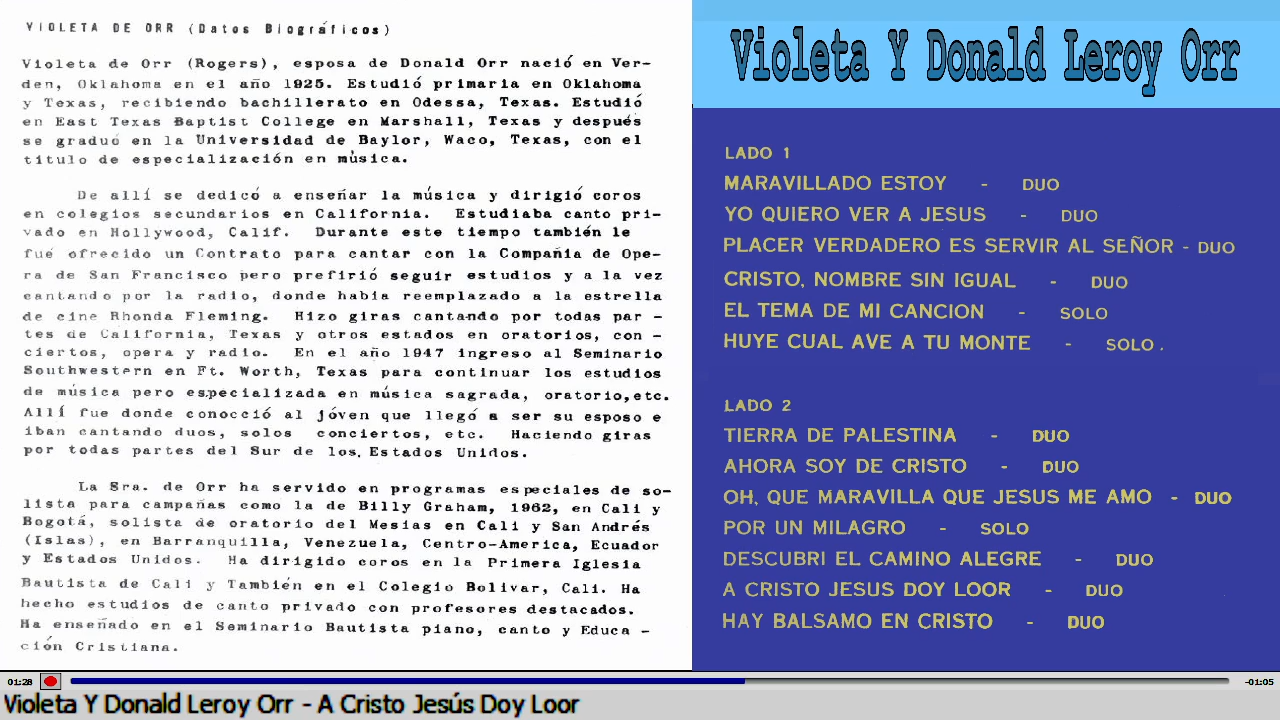 VIOLETA DE ORR (Datos Biográficos)
Violeta de Orr (Rogers), esposa de Donald Orr nació en Ver-
den, Oklahoma en el año 1925. Estudió primaria en Oklahoma
y Texas, recibiendo bachillerato en Odessa, Texas. Estudió
en East Texas Baptist College en Marshall, Texas y después
se graduó en la Universidad de Baylor, Waco, Texas, con el
titulo de especialización en música.
De allí se dedicó a enseñar la música y dirigió coros
en colegios secundarios en California. Estudiaba canto pri-
vado en Hollywood, Calif. Durante este tiempo también le
fué ofrecido un Contrato para cantar con la Compañia de Ope-
ra de San Francisco pero prefirió seguir estudios y a la vez
cantando por la radio, donde habia reemplazado a la estrella
de cine Rhonda Fleming. Hizo giras cantando por todas par -
tes de California, Texas y otros estados en oratorios, con -
ciertos, opera y radio. En el año 1947 ingreso al Seminario
Southwestern en Ft. Worth, Texas para continuar los estudios
de música pero especializada en música sagrada, oratorio,etc.
Allí fue donde conocció al jóven que llegó a ser su esposo e
iban cantando duos, solos conciertos, etc. Haciendo giras
por todas partes del Sur de los Estados Unidos.
La Sra. de Orr ha servido en programas especiales de so-
lista para campañas como la de Billy Graham, 1962, en Cali y
Bogotá, solista de oratorio del Mesias en Cali y San Andrés
(Islas), en Barranquilla, Venezuela, Centro-America, Ecuador
y Estados Unidos. Ha dirigido coros en la Primera Iglesia
Bautista de Cali y También en el Colegio Bolivar, Cali. Ha
hecho estudios de canto privado con profesores destacados.
Ha enseñado en el Seminario Bautista piano, canto y Educa -
ción Cristiana.
Violeta Y Donald Leroy Orr
LADO 1
MARAVILLADO ESTOY - DUO
YO QUIERO VER A JESUS - DUO
PLACER VERDADERO ES SERVIR AL SEÑOR - DUO
CRISTO, NOMBRE SIN IGUAL - DUO
EL TEMA DE MI CANCION - SOLO
HUYE CUAL AVE A TU MONTE - SOLO .
LADO 2
TIERRA DE PALESTINA - DUO
AHORA SOY DE CRISTO - DUO
OH, QUE MARAVILLA QUE JESUS ME AMO - DUO
POR UN MILAGRO - SOLO
DESCUBRI EL CAMINO ALEGRE - DUO
A CRISTO JESUS DOY LOOR - DUO
HAY BALSAMO EN CRISTO - DUO
01:28 -01:05
Violeta Y Donald Leroy Orr - A Cristo Jesús Doy Loor